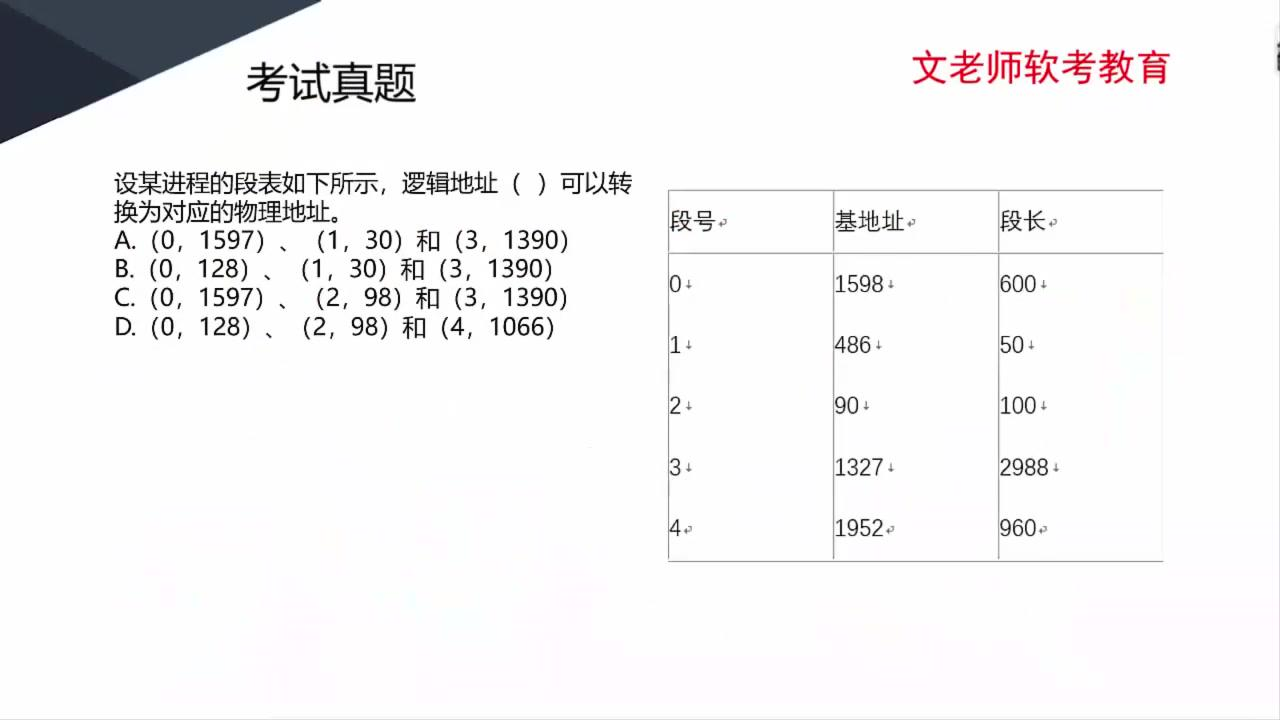 考试真题
文老师软考教育
设某进程的段表如下所示，逻辑地址（ ）可以转
换为对应的物理地址。
A.（0，1597）、（1，30）和（3，1390）
B.（0，128）、（1，30）和（3，1390）
C.（0，1597）、（2，98）和（3，1390）
D.（0，128）、（2，98）和（4，1066）
段号 基地址 段长
0 1598 600
1 486 50
2 90 100
3 1327 2988
4 1952 960